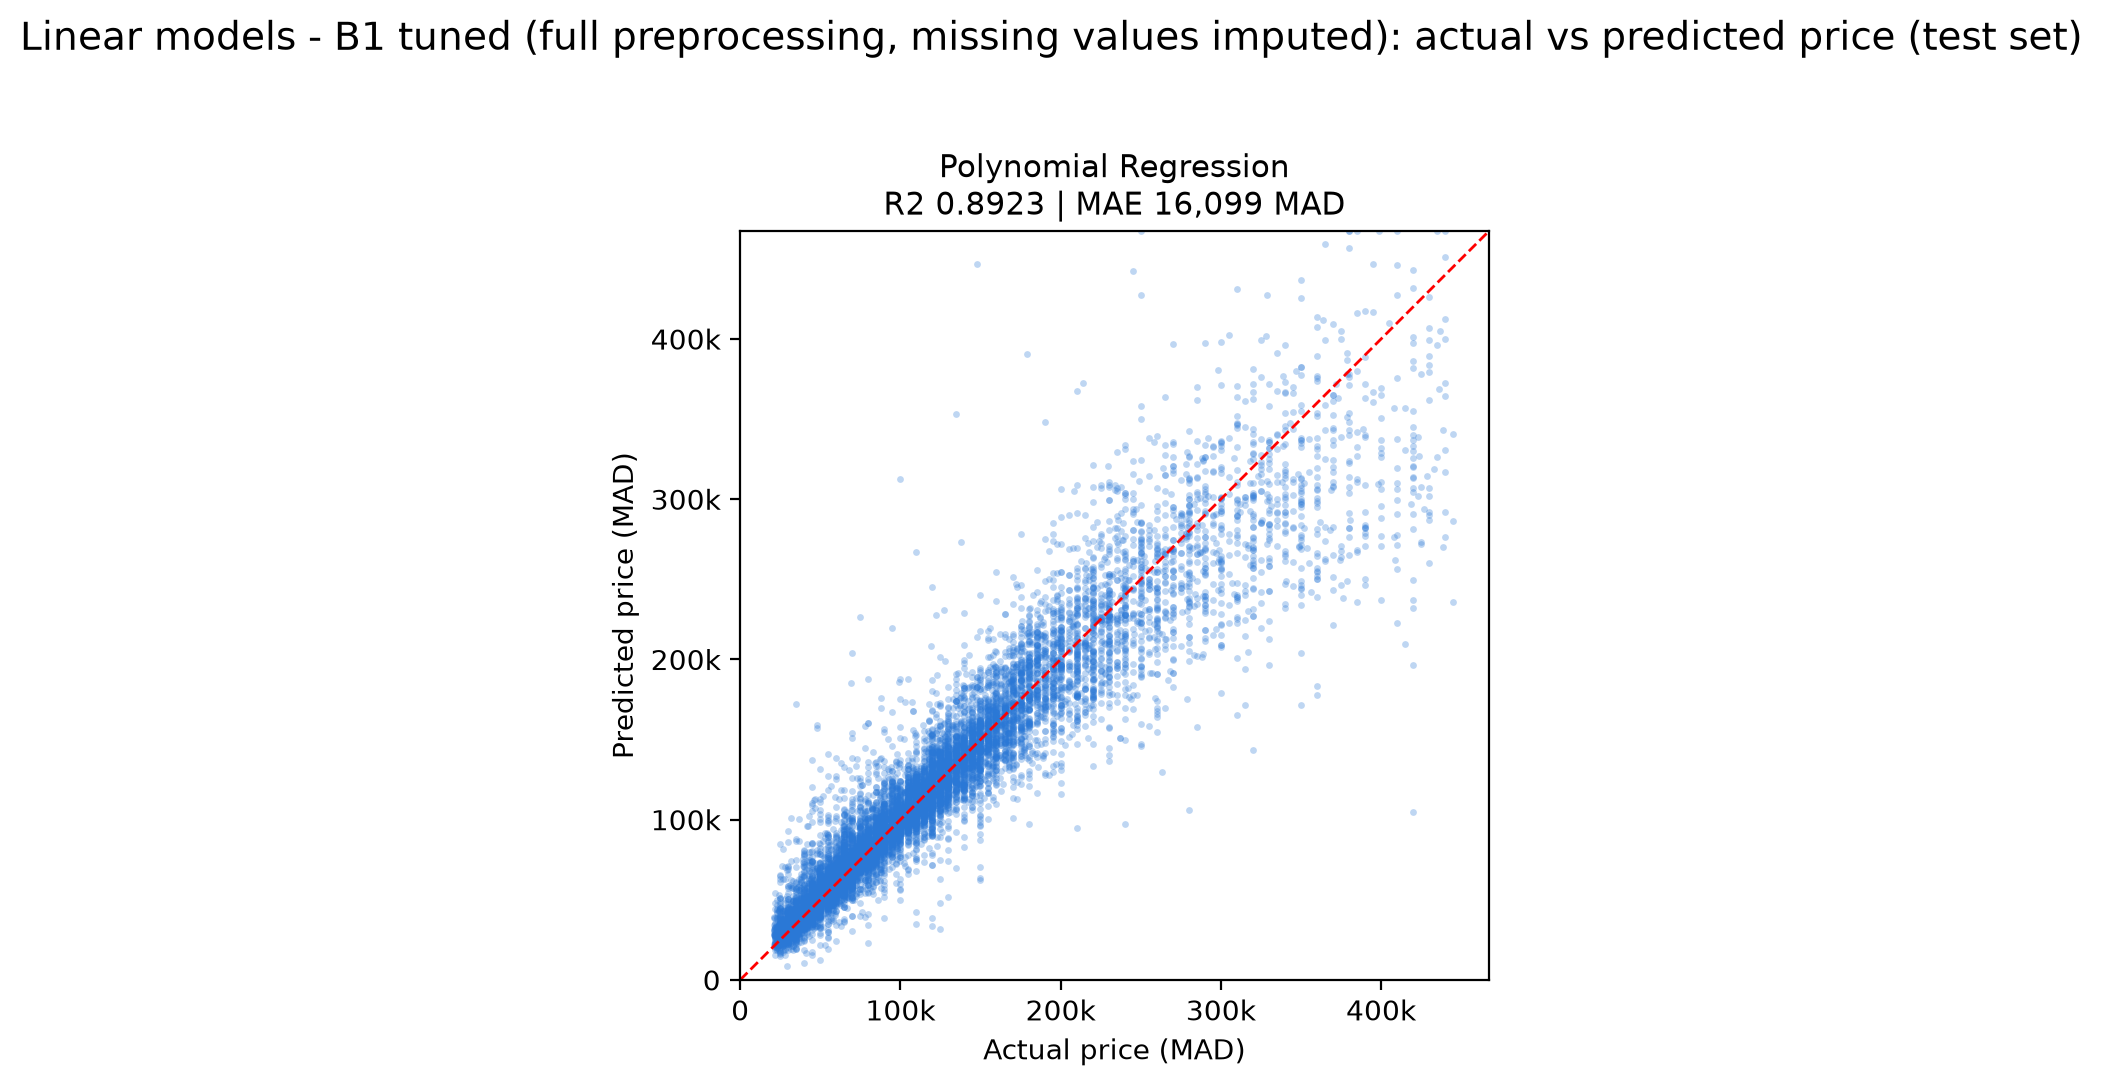 Linear models - B1 tuned (full preprocessing, missing values imputed): actual vs predicted price (test set)
Polynomial Regression
R2 0.8923 | MAE 16,099 MAD
Predicted price (MAD)
400k
300k
200k
100k
0
0 100k 200k 300k 400k
Actual price (MAD)